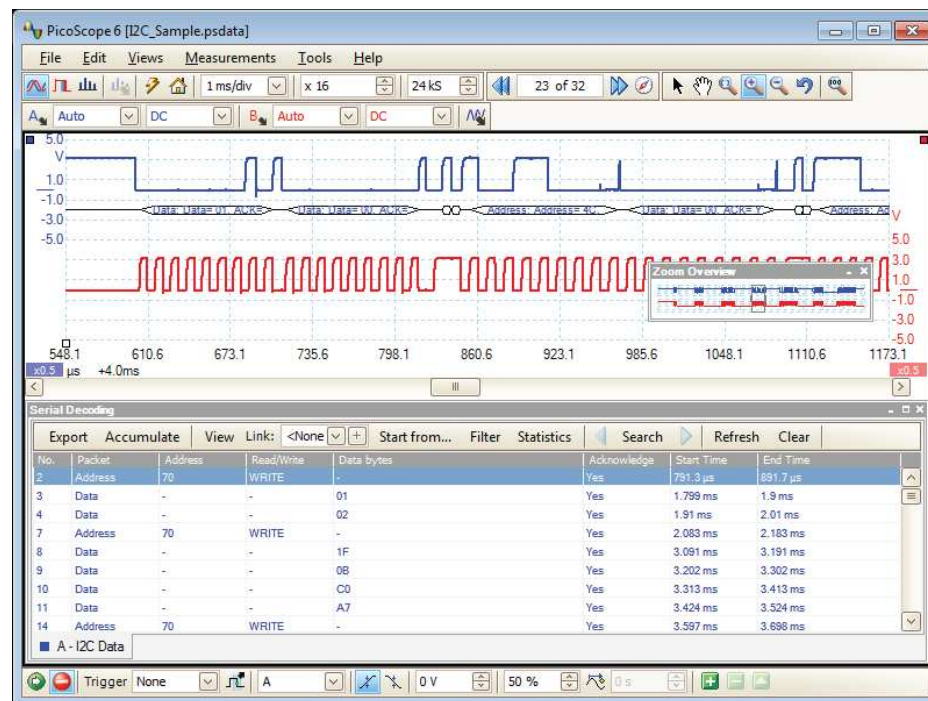 PicoScope 6 [I2C_Sample.psdata]
File Edit Views Measurements Tools Help
1 ms/div x 16 24 kS 23 of 32
A Auto DC B Auto DC
5.0
V
1.0
-1.0
-3.0
-5.0
Data: Data= 01, ACK= Data: Data= 00, ACK= Address: Address= 4C, Data: Data= 00, ACK= Y Address: Ad
V
5.0
3.0
1.0
-1.0
-3.0
-5.0
Zoom Overview
548.1 610.6 673.1 735.6 798.1 860.6 923.1 985.6 1048.1 1110.6 1173.1
x0.5 µs +4.0ms x0.5
Serial Decoding
Export Accumulate View Link: <None Start from... Filter Statistics Search Refresh Clear
No. Packet Address Read/Write Data bytes Acknowledge Start Time End Time
2 Address 70 WRITE - Yes 791.3 µs 891.7 µs
3 Data - - 01 Yes 1.799 ms 1.9 ms
4 Data - - 02 Yes 1.91 ms 2.01 ms
7 Address 70 WRITE - Yes 2.083 ms 2.183 ms
8 Data - - 1F Yes 3.091 ms 3.191 ms
9 Data - - 0B Yes 3.202 ms 3.302 ms
10 Data - - C0 Yes 3.313 ms 3.413 ms
11 Data - - A7 Yes 3.424 ms 3.524 ms
14 Address 70 WRITE - Yes 3.597 ms 3.698 ms
A - I2C Data
Trigger None A 0 V 50 % 0 s